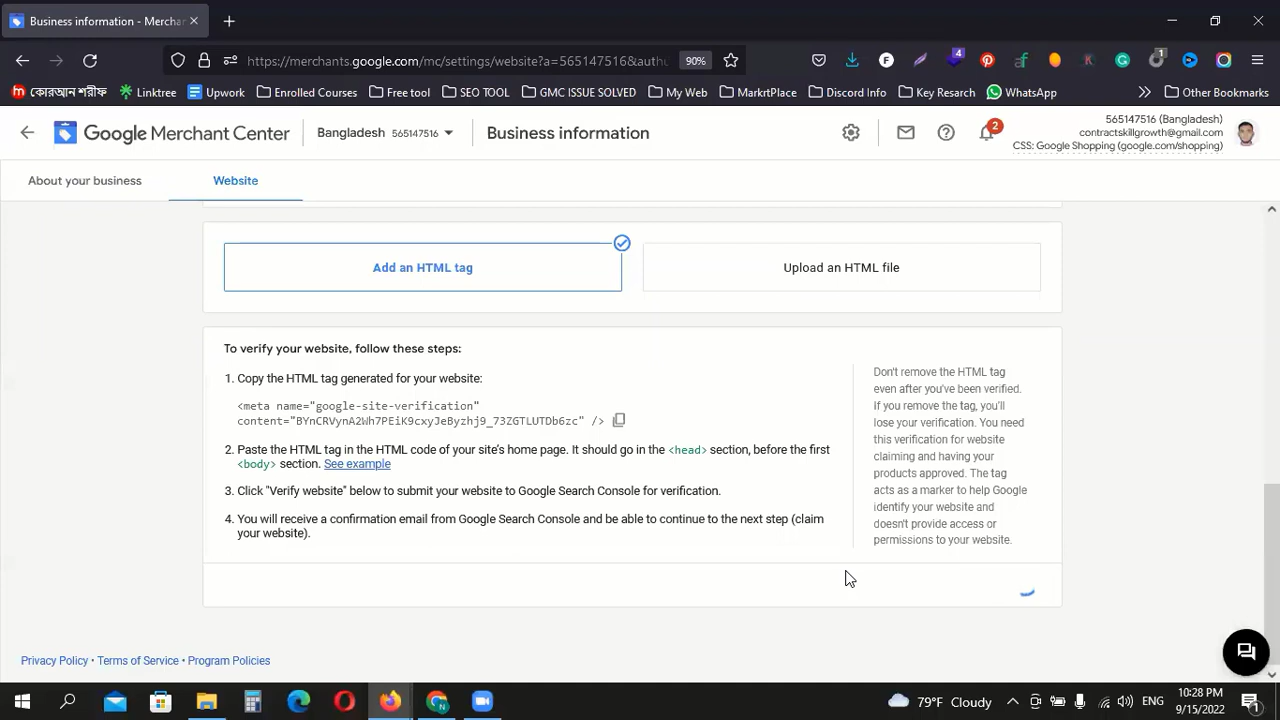 Business information - Mercha
https://merchants.google.com/mc/settings/website?a=565147516&auth
90%
4
1
কোরআন শরীফ
Linktree
Upwork
Enrolled Courses
Free tool
SEO TOOL
GMC ISSUE SOLVED
My Web
Markrtplace
Discord Info
Key Resarch
WhatsApp
Other Bookmarks
Google Merchant Center
Bangladesh 565147516
Business information
2
565147516 (Bangladesh)
contractskillgrowth@gmail.com
CSS: Google Shopping (google.com/shopping)
About your business
Website
Add an HTML tag
Upload an HTML file
To verify your website, follow these steps:
1. Copy the HTML tag generated for your website:
<meta name="google-site-verification"
content="BYnCRVynA2Wh7PEiK9cxyJeByzhj9_73ZGTLUTDb6zc" />
2. Paste the HTML tag in the HTML code of your site's home page. It should go in the <head> section, before the first
<body> section. See example
3. Click "Verify website" below to submit your website to Google Search Console for verification.
4. You will receive a confirmation email from Google Search Console and be able to continue to the next step (claim
your website).
Don't remove the HTML tag
even after you've been verified.
If you remove the tag, you'll
lose your verification. You need
this verification for website
claiming and having your
products approved. The tag
acts as a marker to help Google
identify your website and
doesn't provide access or
permissions to your website.
Privacy Policy • Terms of Service • Program Policies
79°F Cloudy
ENG
10:28 PM
9/15/2022
1